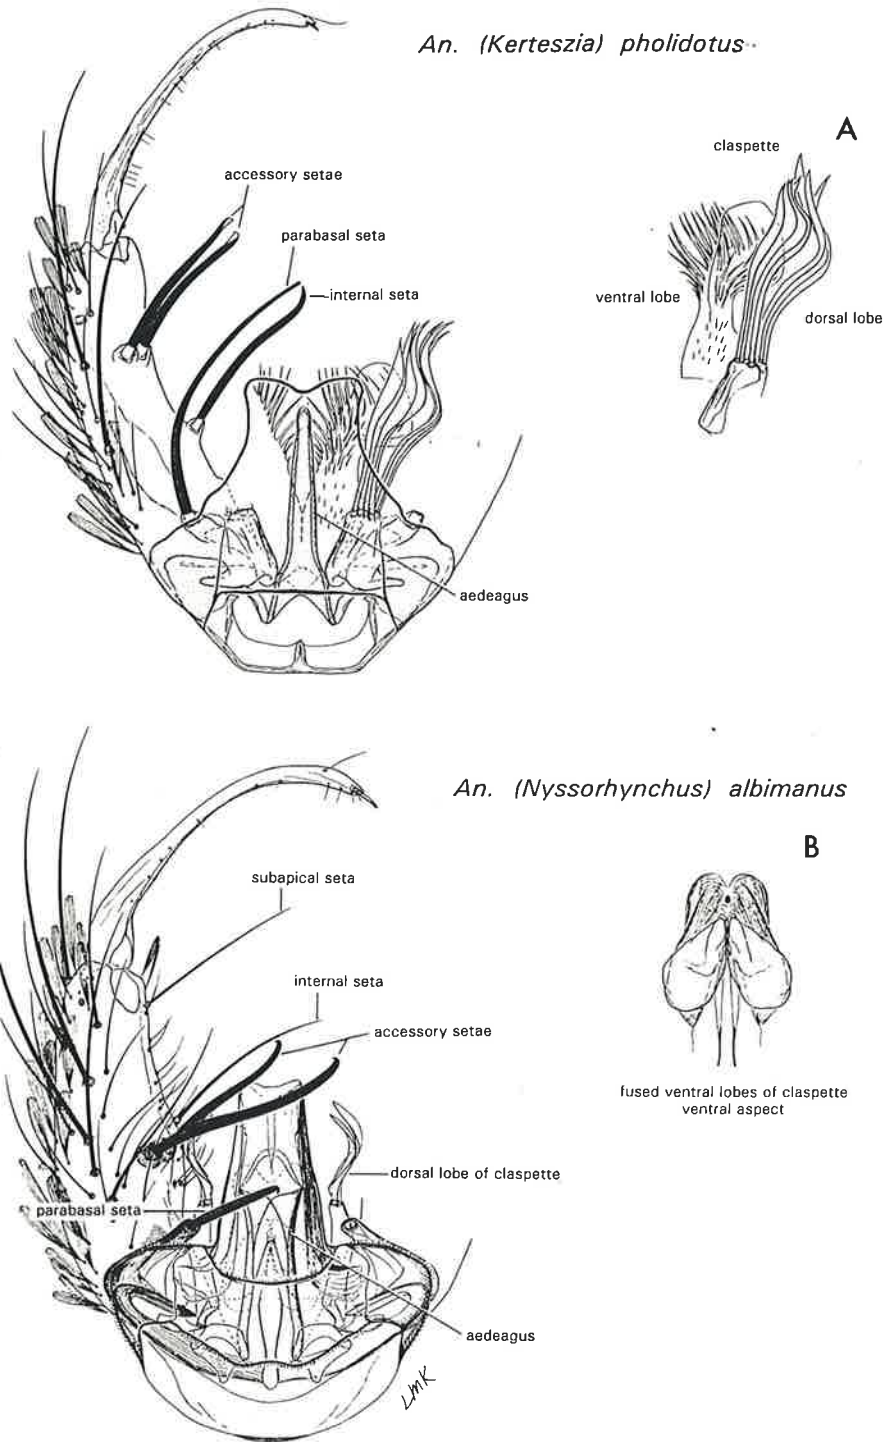 An. (Kerteszia) pholidotus
A
claspette
accessory setae
parabasal seta
internal seta
ventral lobe
dorsal lobe
aedeagus
An. (Nyssorhynchus) albimanus
B
subapical seta
internal seta
accessory setae
fused ventral lobes of claspette
ventral aspect
dorsal lobe of claspette
parabasal seta
aedeagus
LMK